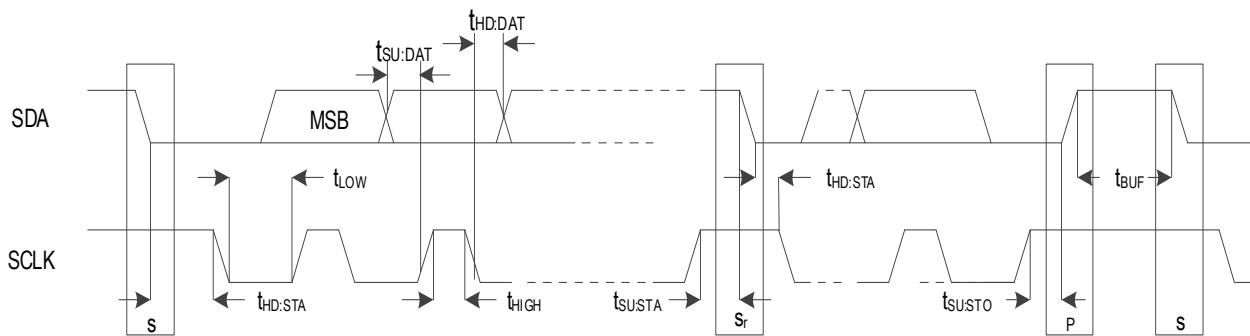 tHD:DAT
tSU:DAT
SDA
MSB
tLOW
tHD:STA
tBUF
SCLK
tHD:STA
tHIGH
tSU:STA
tSU:STO
S
Sr
P
S